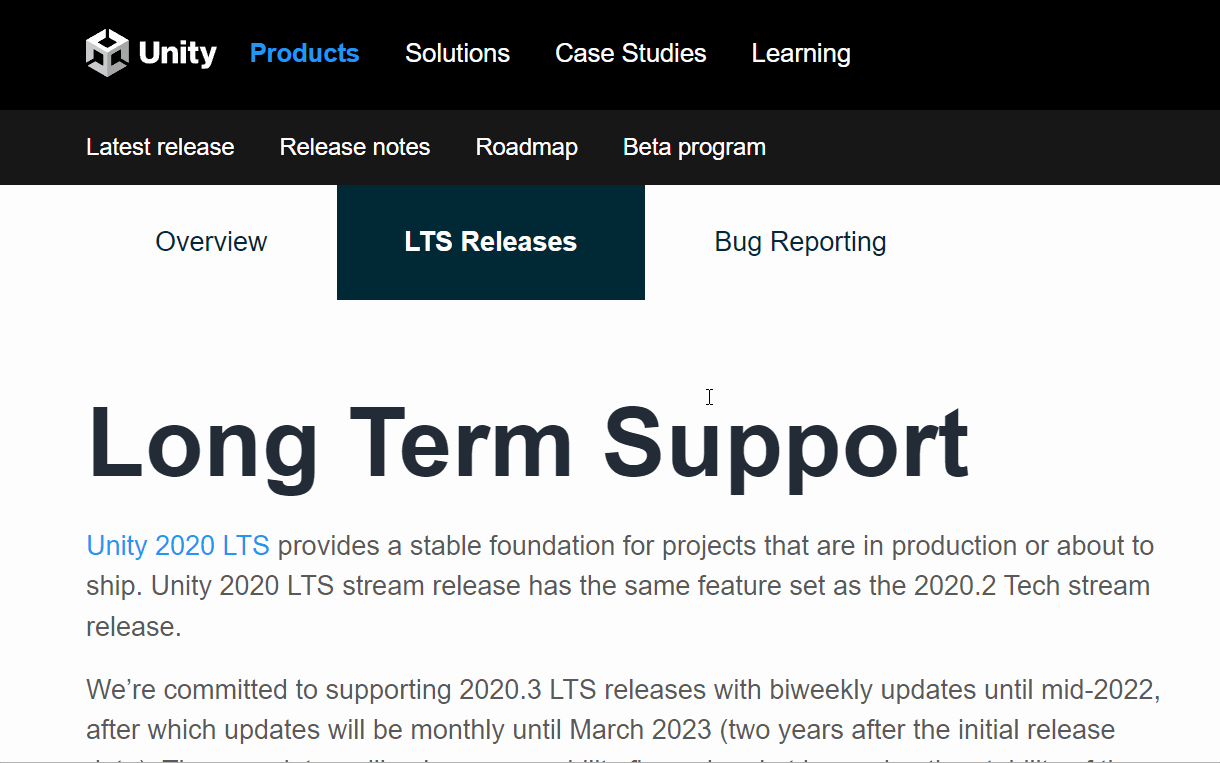 Unity Products Solutions Case Studies Learning
Latest release Release notes Roadmap Beta program
Overview LTS Releases Bug Reporting
Long Term Support
Unity 2020 LTS provides a stable foundation for projects that are in production or about to
ship. Unity 2020 LTS stream release has the same feature set as the 2020.2 Tech stream
release.
We’re committed to supporting 2020.3 LTS releases with biweekly updates until mid-2022,
after which updates will be monthly until March 2023 (two years after the initial release